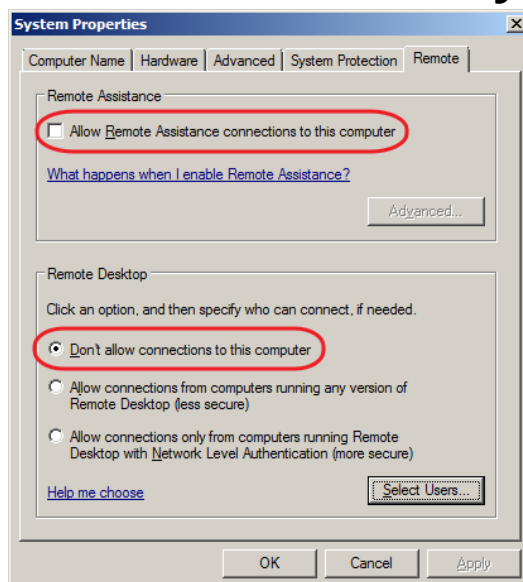 System Properties
Computer Name Hardware Advanced System Protection Remote
Remote Assistance
Allow Remote Assistance connections to this computer
What happens when I enable Remote Assistance?
Advanced...
Remote Desktop
Click an option, and then specify who can connect, if needed.
Don't allow connections to this computer
Allow connections from computers running any version of
Remote Desktop (less secure)
Allow connections only from computers running Remote
Desktop with Network Level Authentication (more secure)
Help me choose Select Users...
OK Cancel Apply